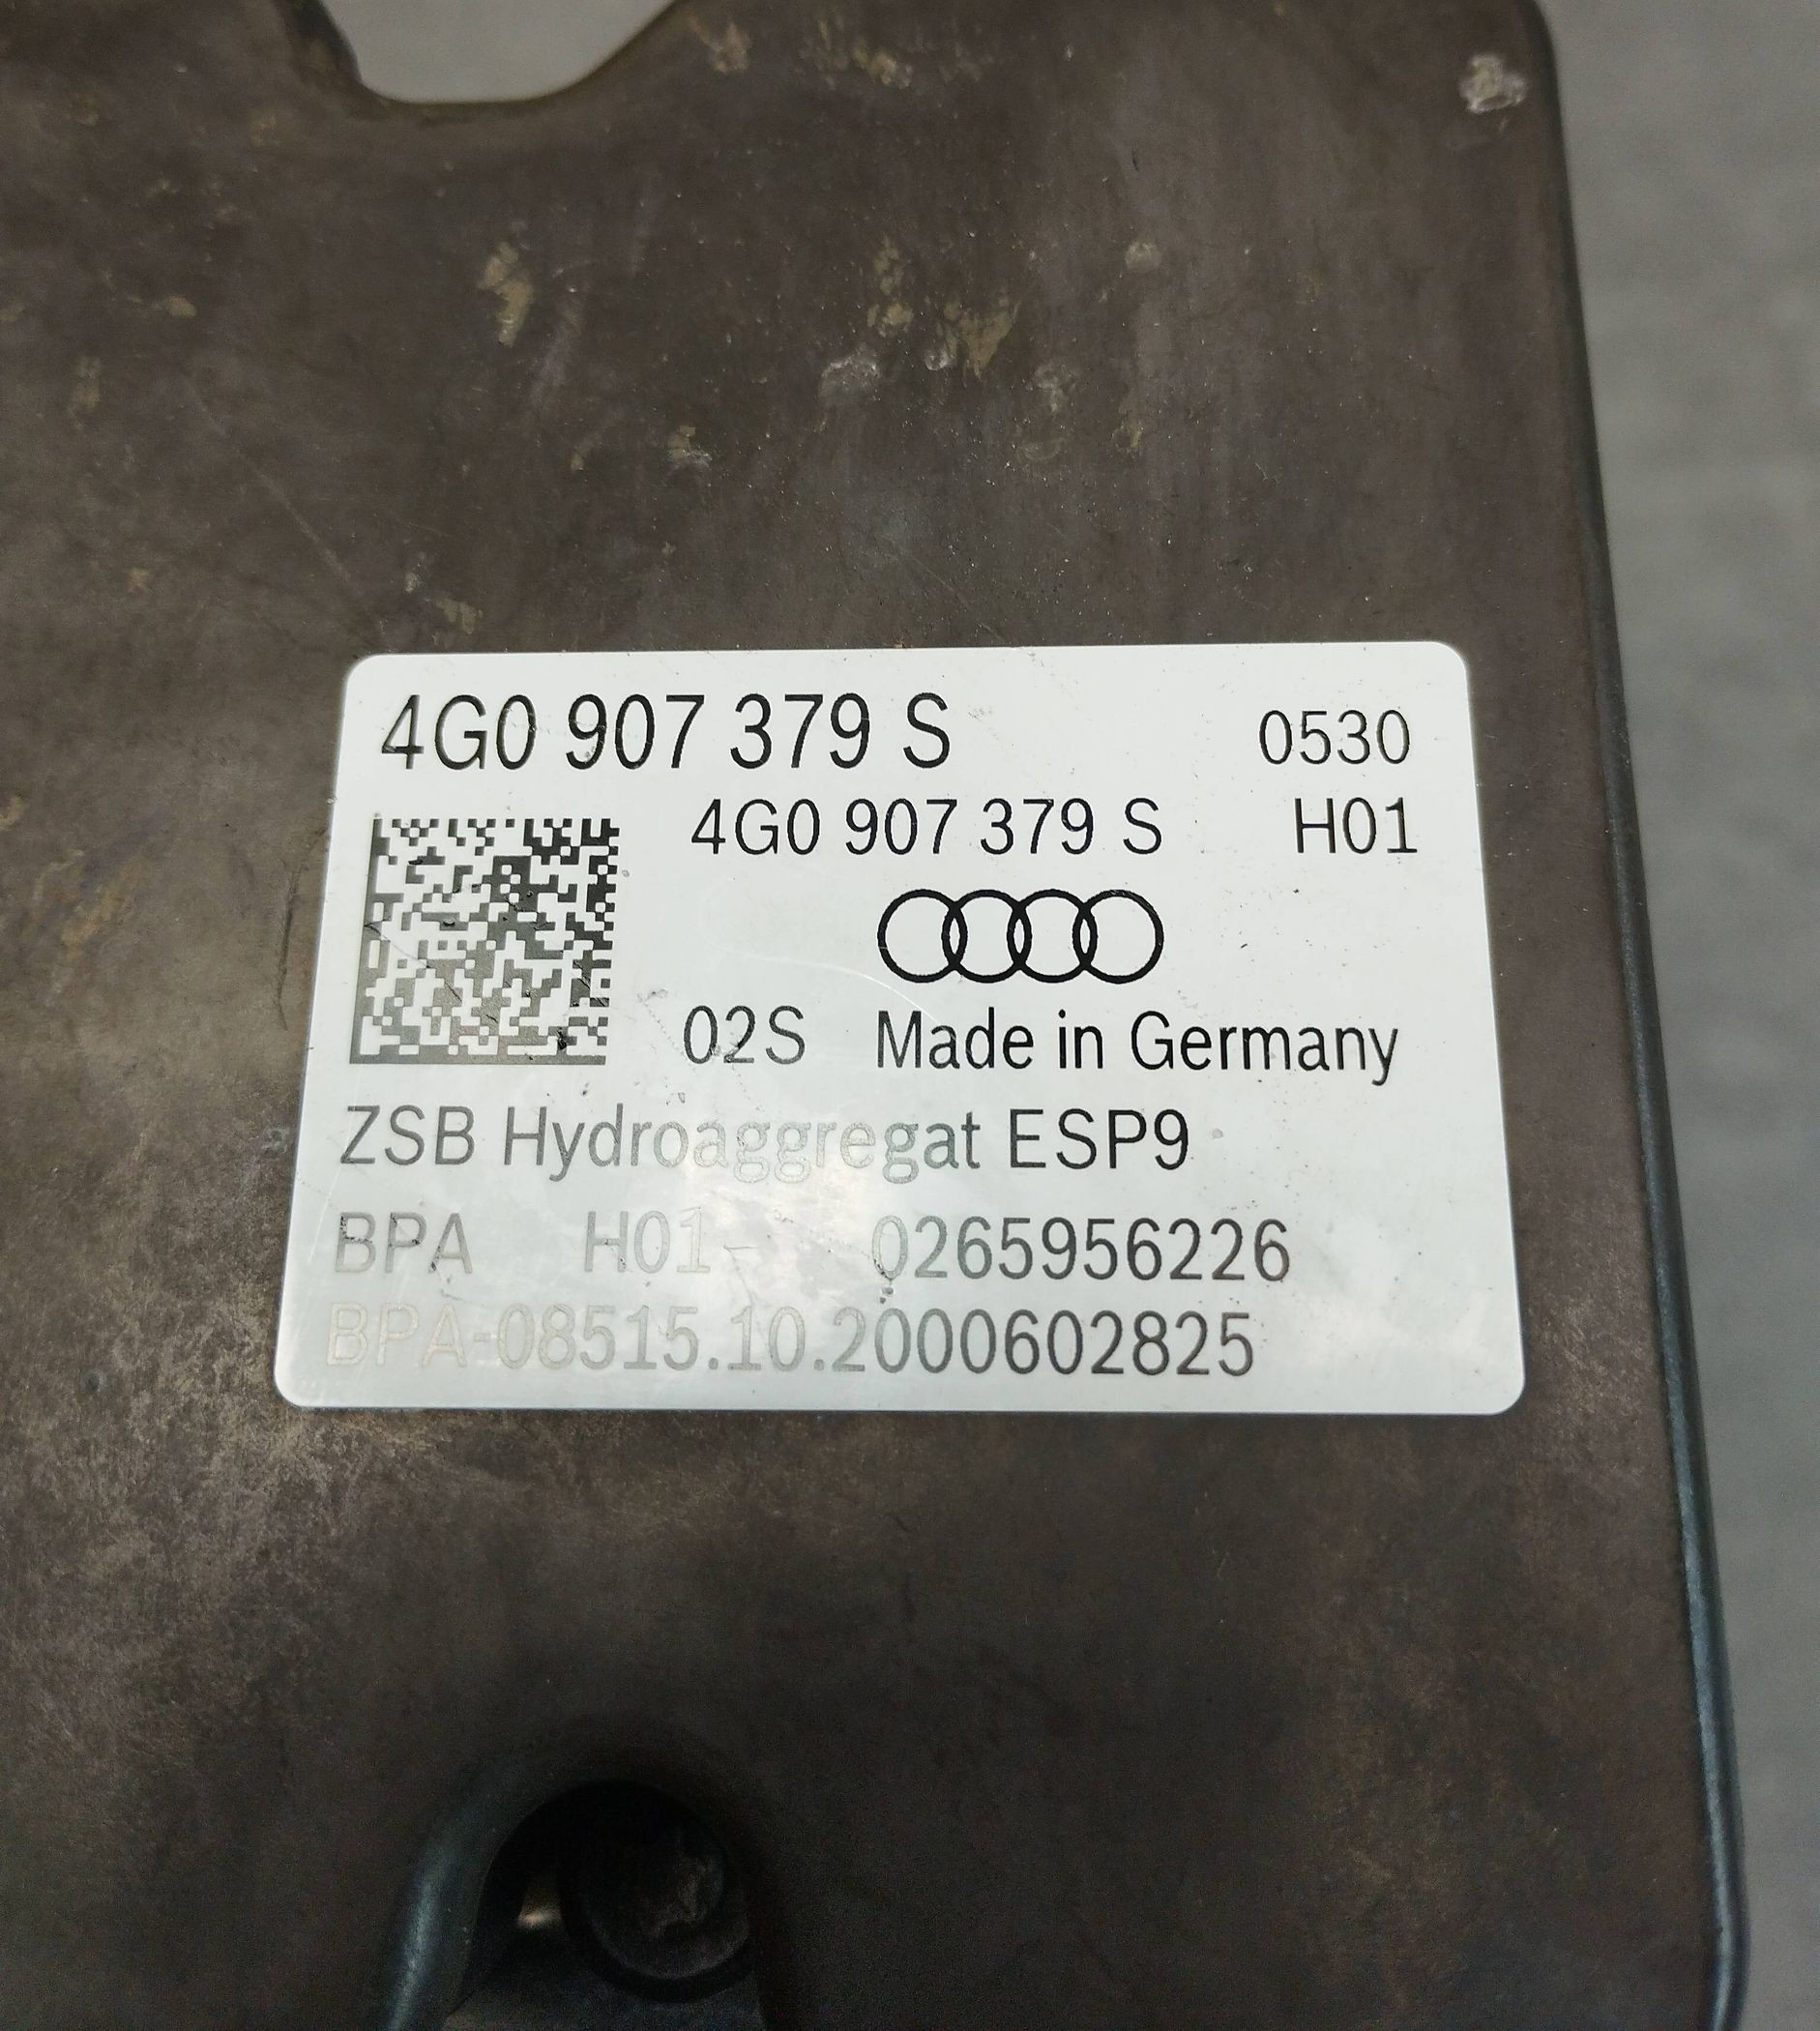 4G0 907 379 S 0530
4G0 907 379 S H01
02S Made in Germany
ZSB Hydroaggregat ESP9
BPA H01- 0265956226
BPA-08515.10.2000602825